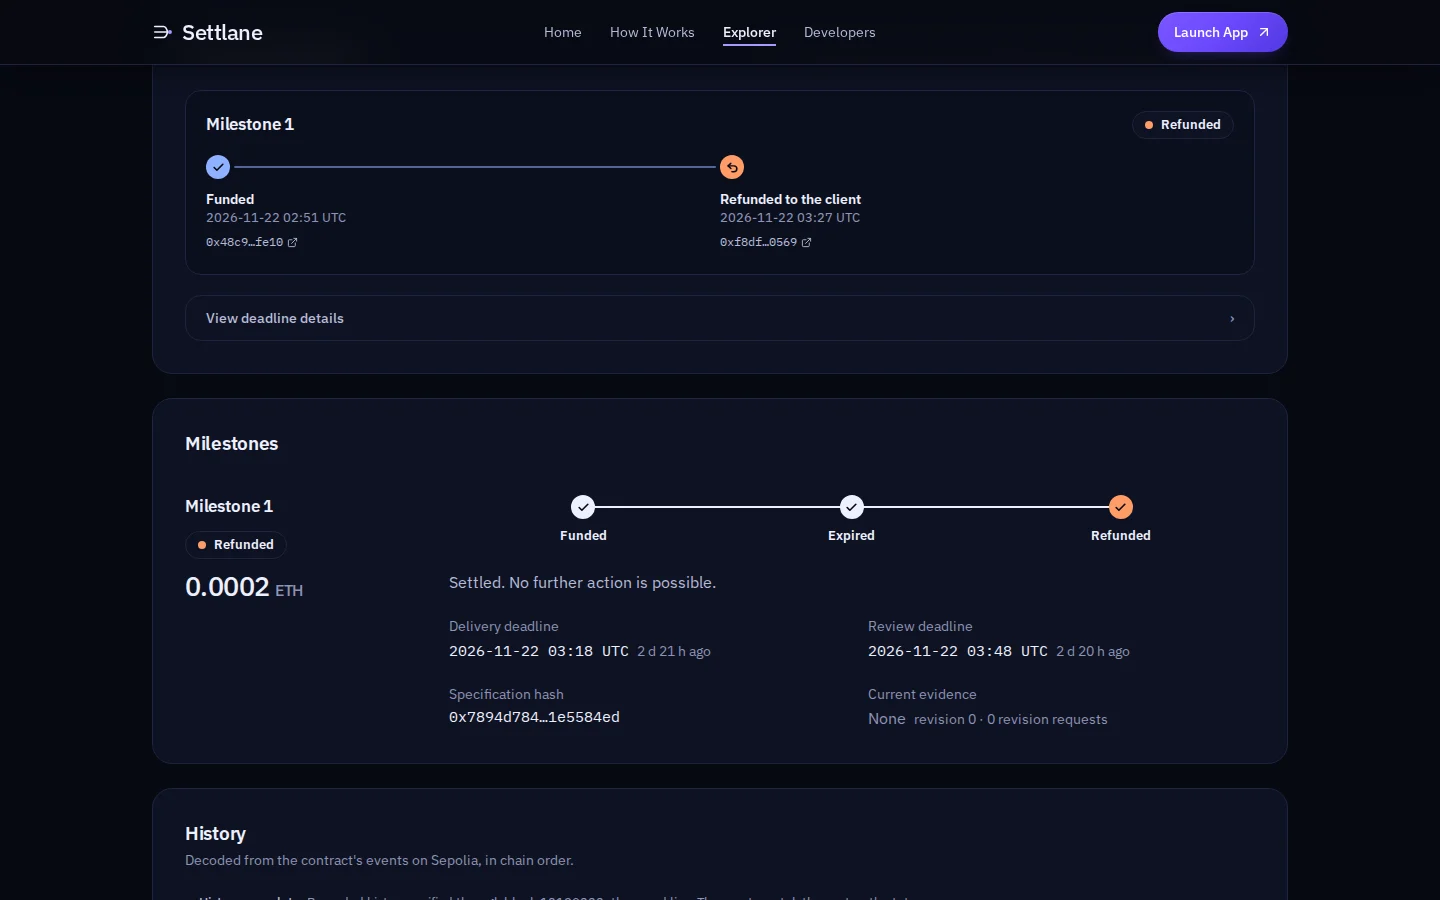 Settlane
Home How It Works Explorer Developers
Launch App
Milestone 1
Refunded
Funded Refunded to the client
2026-11-22 02:51 UTC 2026-11-22 03:27 UTC
0x48c9…fe10 0xf8df…0569
View deadline details
Milestones
Milestone 1
Refunded
0.0002 ETH
Funded Expired Refunded
Settled. No further action is possible.
Delivery deadline Review deadline
2026-11-22 03:18 UTC 2 d 21 h ago 2026-11-22 03:48 UTC 2 d 20 h ago
Specification hash Current evidence
0x7894d784…1e5584ed None revision 0 · 0 revision requests
History
Decoded from the contract's events on Sepolia, in chain order.